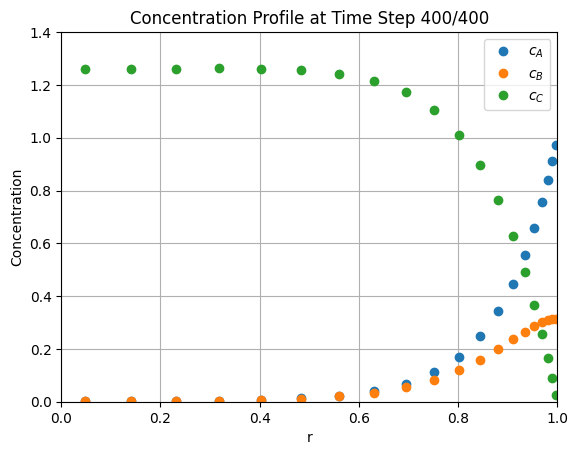 Concentration Profile at Time Step 400/400
1.4
1.2
1.0
0.8
0.6
0.4
0.2
0.0
Concentration
c_A
c_B
c_C
0.0 0.2 0.4 0.6 0.8 1.0
r